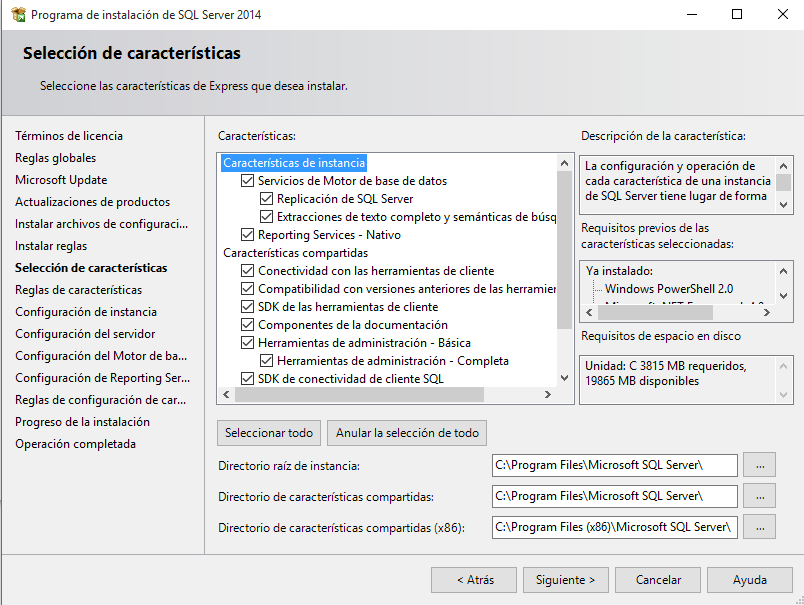 Programa de instalación de SQL Server 2014
Selección de características
Seleccione las características de Express que desea instalar.
Términos de licencia
Reglas globales
Microsoft Update
Actualizaciones de productos
Instalar archivos de configuraci...
Instalar reglas
Selección de características
Reglas de características
Configuración de instancia
Configuración del servidor
Configuración del Motor de ba...
Configuración de Reporting Ser...
Reglas de configuración de car...
Progreso de la instalación
Operación completada
Características:
Características de instancia
Servicios de Motor de base de datos
Replicación de SQL Server
Extracciones de texto completo y semánticas de búsq
Reporting Services - Nativo
Características compartidas
Conectividad con las herramientas de cliente
Compatibilidad con versiones anteriores de las herramier
SDK de las herramientas de cliente
Componentes de la documentación
Herramientas de administración - Básica
Herramientas de administración - Completa
SDK de conectividad de cliente SQL
Descripción de la característica:
La configuración y operación de
cada característica de una instancia
de SQL Server tiene lugar de forma
Requisitos previos de las
características seleccionadas:
Ya instalado:
Windows PowerShell 2.0
Requisitos de espacio en disco
Unidad: C 3815 MB requeridos,
19865 MB disponibles
Seleccionar todo
Anular la selección de todo
Directorio raíz de instancia:
C:\Program Files\Microsoft SQL Server\
...
Directorio de características compartidas:
C:\Program Files\Microsoft SQL Server\
...
Directorio de características compartidas (x86):
C:\Program Files (x86)\Microsoft SQL Server\
...
< Atrás
Siguiente >
Cancelar
Ayuda